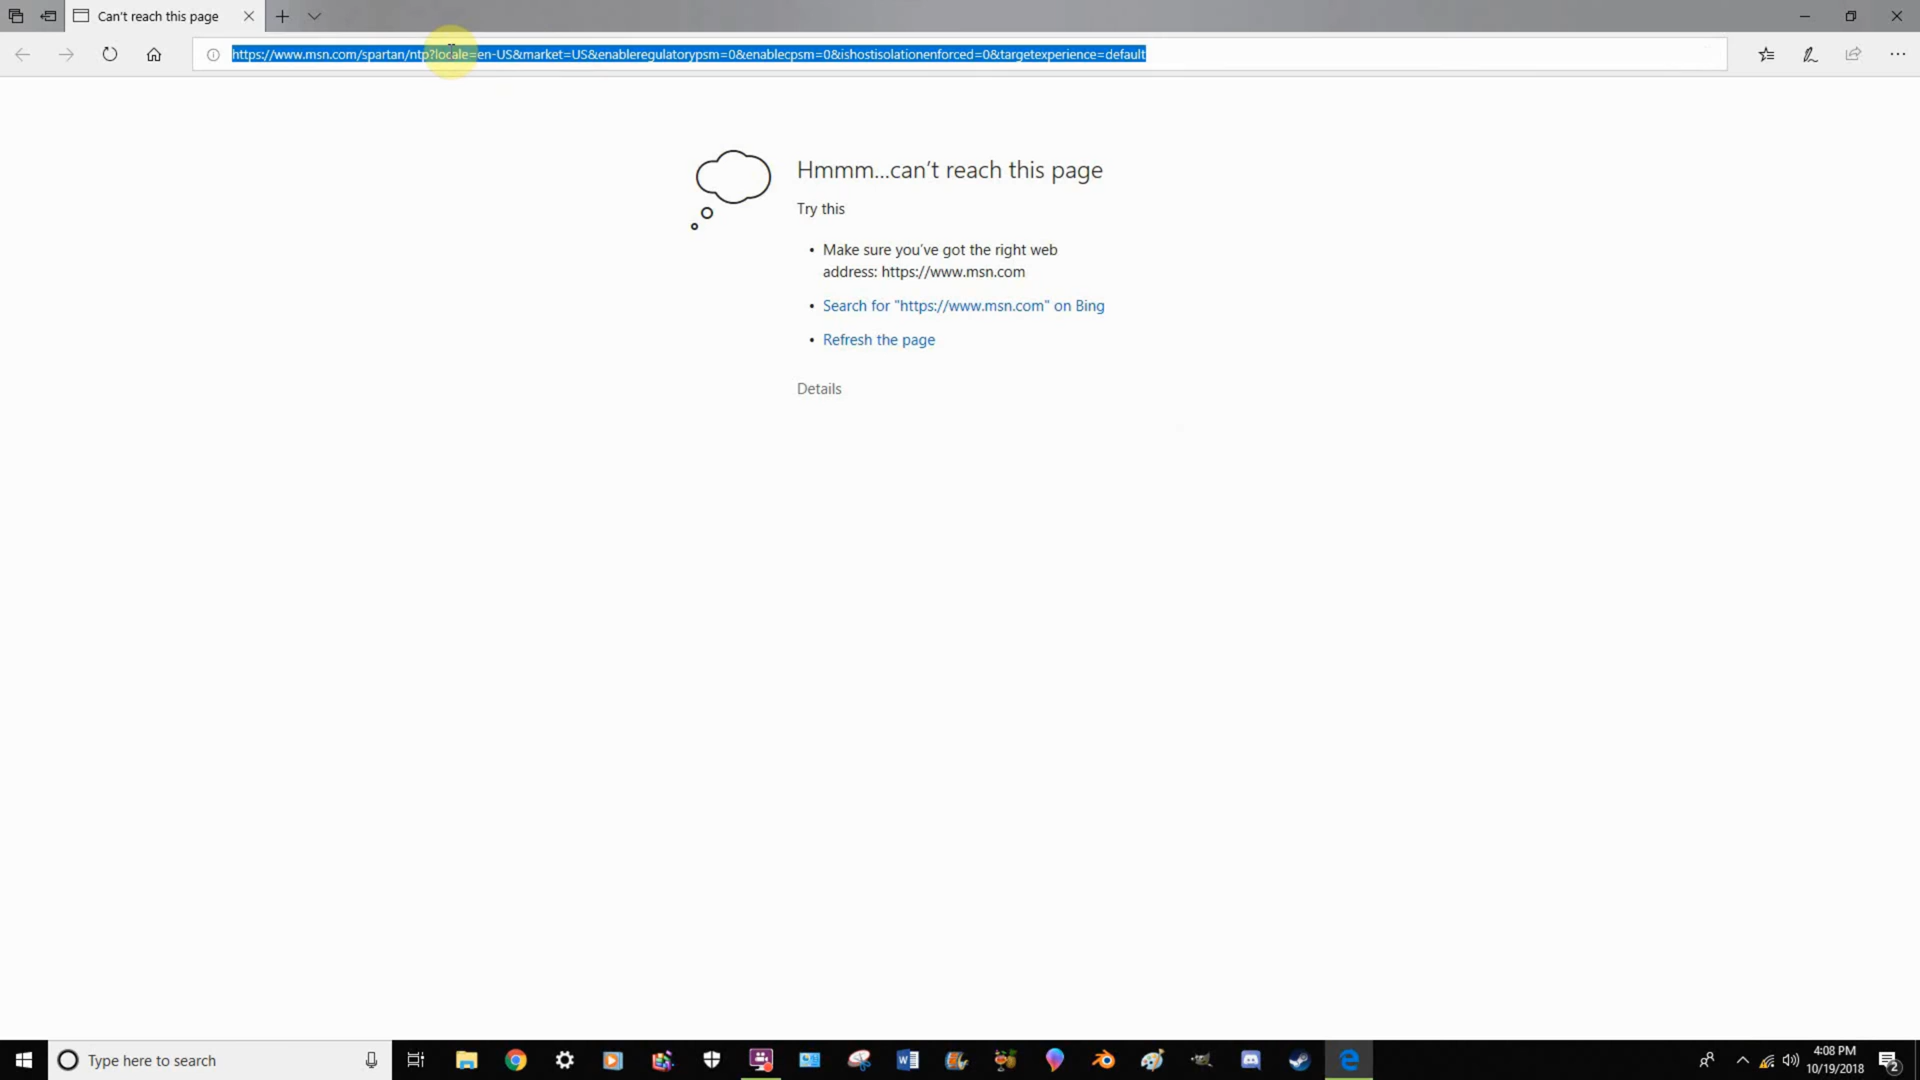 Can't reach this page
https://www.msn.com/spartan/ntp?locale=en-US&market=US&enableregulatorypsm=0&enablecpsm=0&ishostisolationenforced=0&targetexperience=default
Hmmm...can't reach this page
Try this
• Make sure you've got the right web
address: https://www.msn.com
• Search for "https://www.msn.com" on Bing
• Refresh the page
Details
Type here to search
4:08 PM
10/19/2018
2